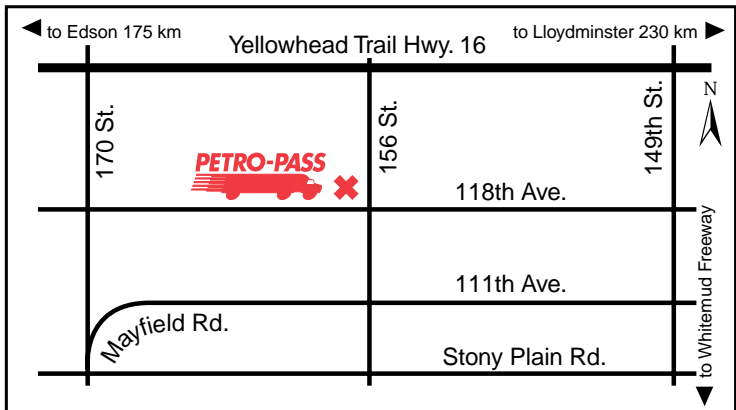 to Edson 175 km
to Lloydminster 230 km
Yellowhead Trail Hwy. 16
N
170 St.
156 St.
149th St.
PETRO-PASS
118th Ave.
111th Ave.
Mayfield Rd.
to Whitemud Freeway
Stony Plain Rd.